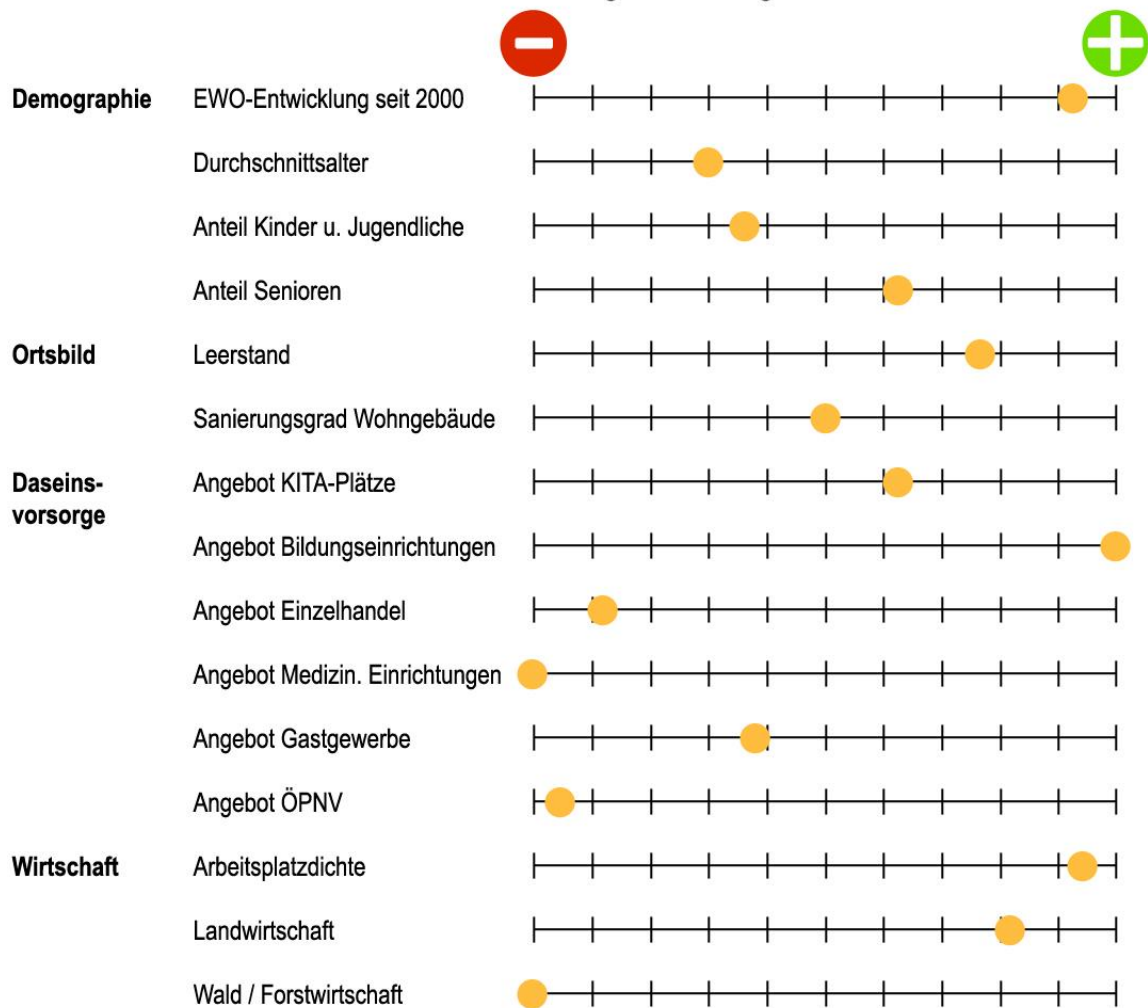 Demographie EWO-Entwicklung seit 2000
Durchschnittsalter
Anteil Kinder u. Jugendliche
Anteil Senioren
Ortsbild Leerstand
Sanierungsgrad Wohngebäude
Daseins-
vorsorge
Angebot KITA-Plätze
Angebot Bildungseinrichtungen
Angebot Einzelhandel
Angebot Medizin. Einrichtungen
Angebot Gastgewerbe
Angebot ÖPNV
Wirtschaft Arbeitsplatzdichte
Landwirtschaft
Wald / Forstwirtschaft